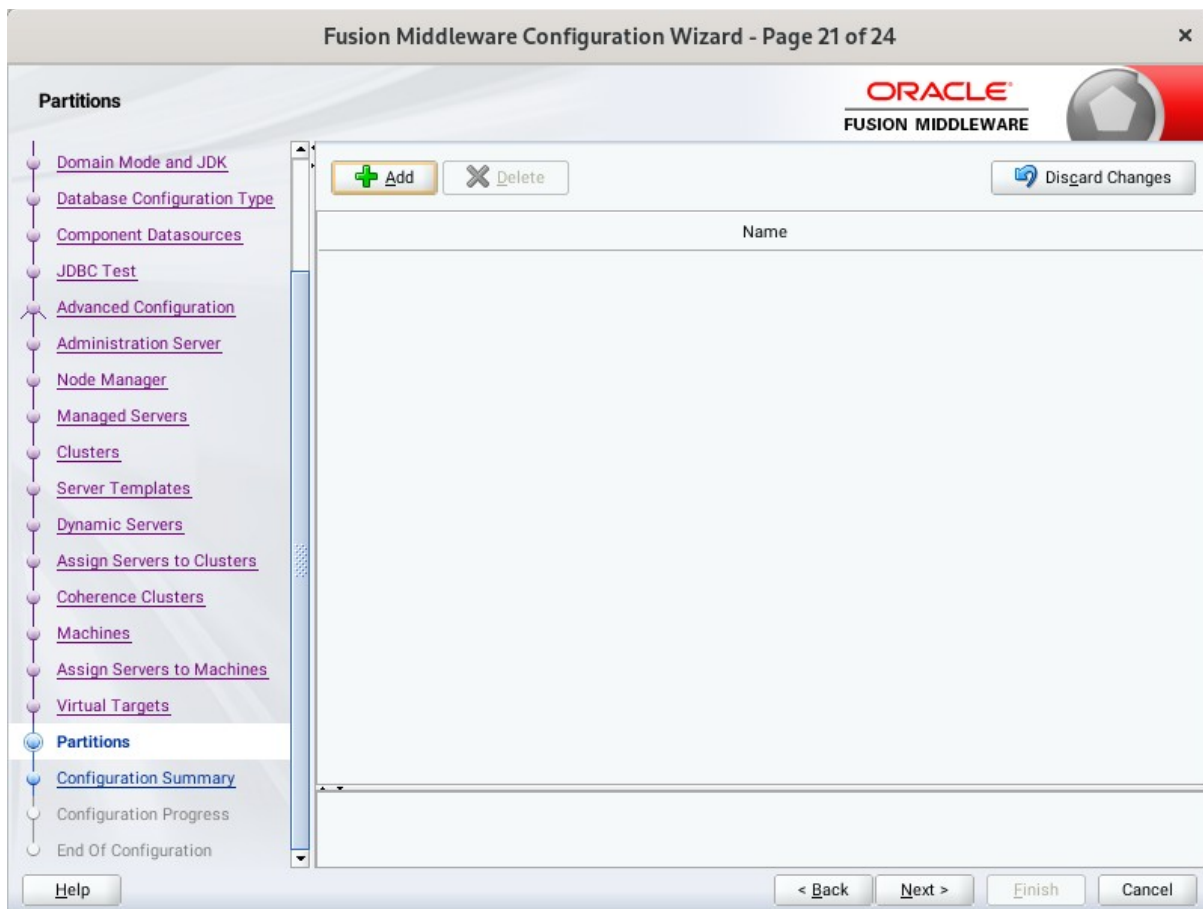 Fusion Middleware Configuration Wizard - Page 21 of 24
Partitions
ORACLE
FUSION MIDDLEWARE
Domain Mode and JDK
Database Configuration Type
Component Datasources
JDBC Test
Advanced Configuration
Administration Server
Node Manager
Managed Servers
Clusters
Server Templates
Dynamic Servers
Assign Servers to Clusters
Coherence Clusters
Machines
Assign Servers to Machines
Virtual Targets
Partitions
Configuration Summary
Configuration Progress
End Of Configuration
Add Delete Discard Changes
Name
Help < Back Next > Finish Cancel